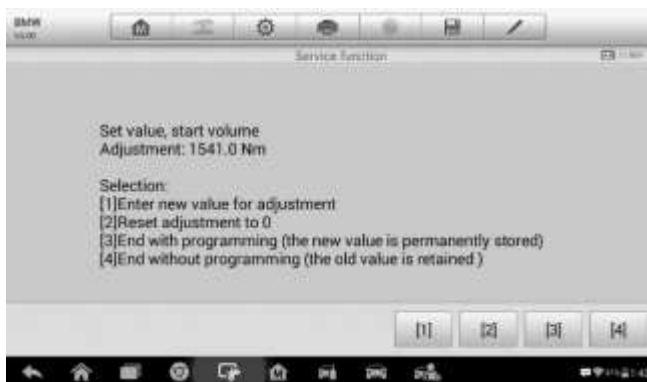 BMW
Service function
Set value, start volume
Adjustment: 1541.0 Nm
Selection:
[1]Enter new value for adjustment
[2]Reset adjustment to 0
[3]End with programming (the new value is permanently stored)
[4]End without programming (the old value is retained )
[1] [2] [3] [4]